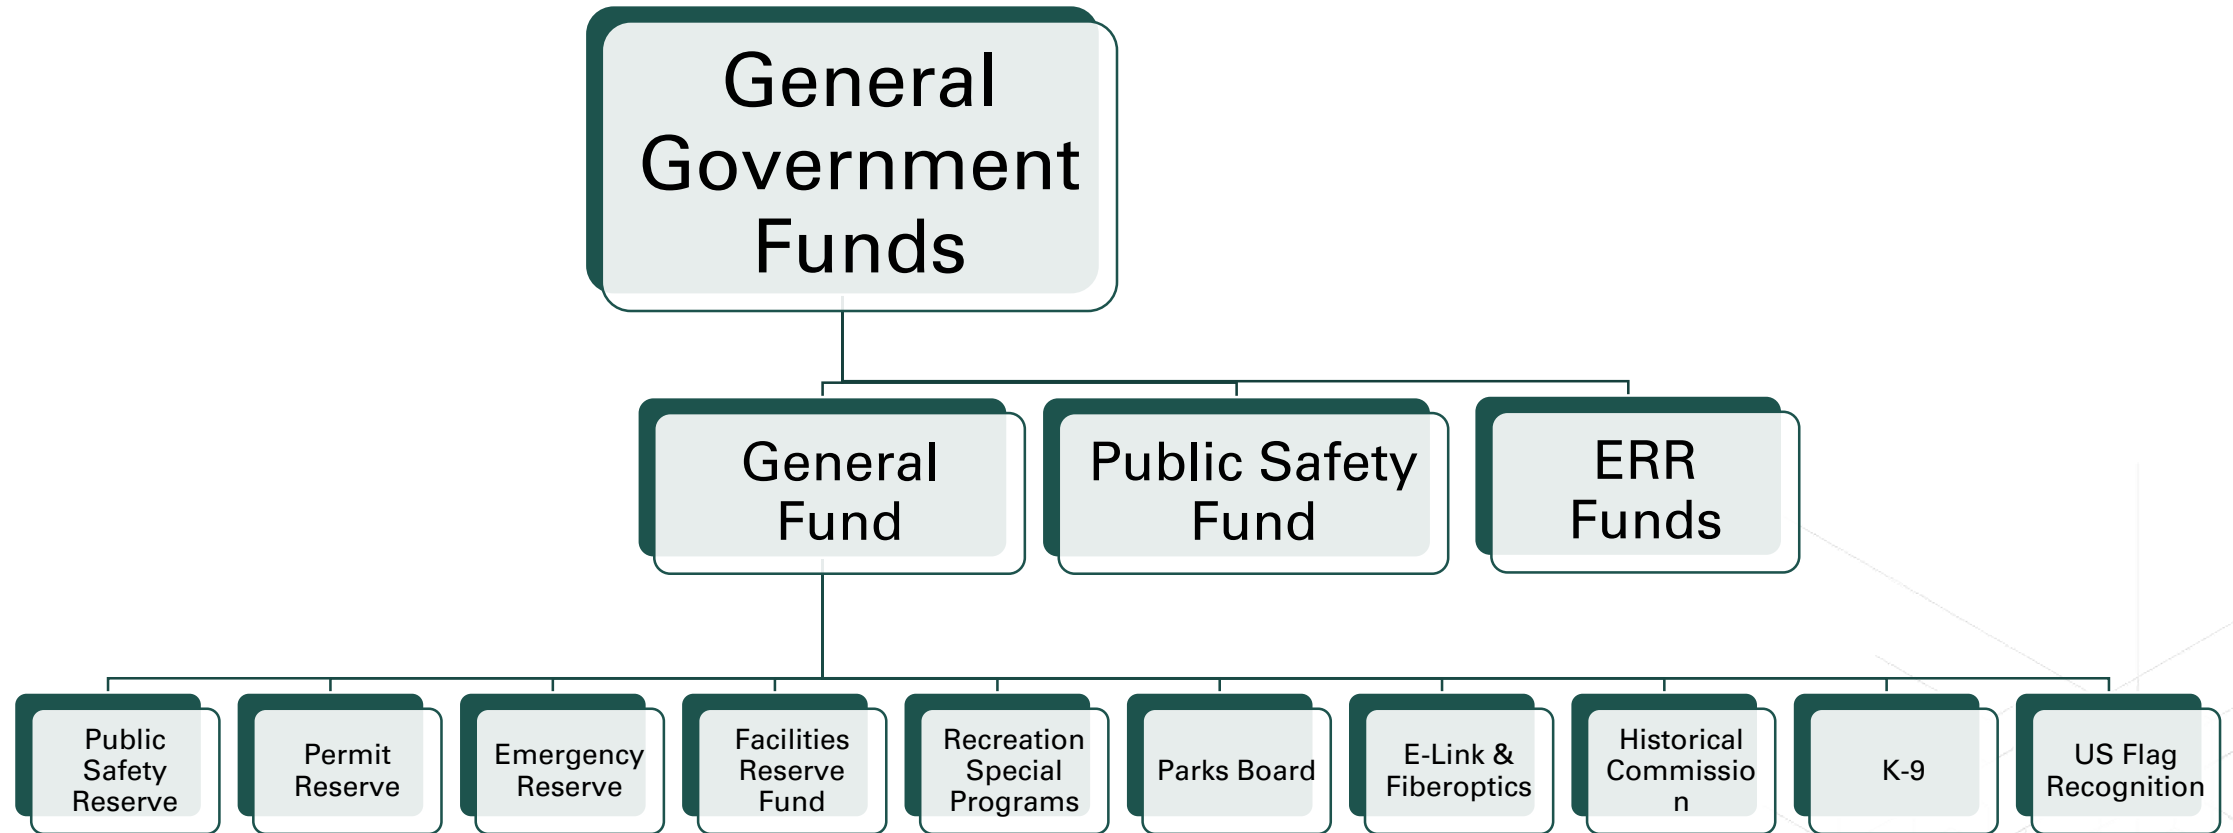 General
Government
Funds
General
Fund
Public Safety
Fund
ERR
Funds
Public
Safety
Reserve
Permit
Reserve
Emergency
Reserve
Facilities
Reserve
Fund
Recreation
Special
Programs
Parks Board
E-Link &
Fiberoptics
Historical
Commissio
n
K-9
US Flag
Recognition